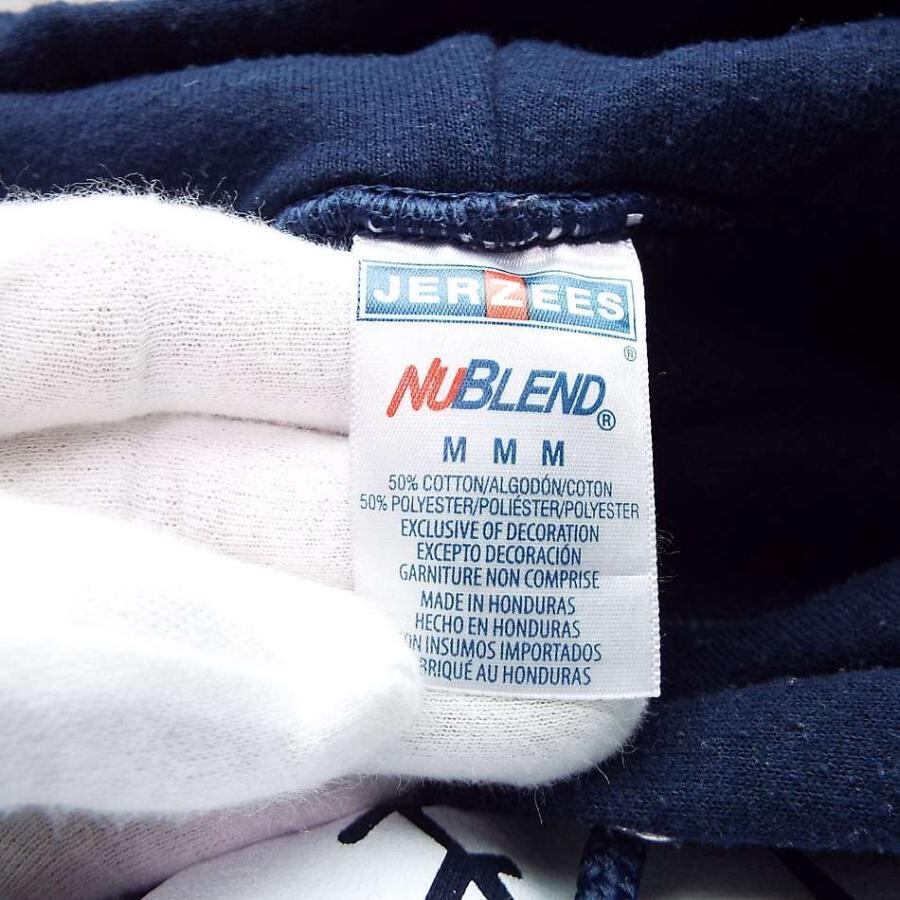 JERZEES
®
NUBLEND®
M M M
50% COTTON/ALGODÓN/COTON
50% POLYESTER/POLIÉSTER/POLYESTER
EXCLUSIVE OF DECORATION
EXCEPTO DECORACIÓN
GARNITURE NON COMPRISE
MADE IN HONDURAS
HECHO EN HONDURAS
INSUMOS IMPORTADOS
AU HONDURAS